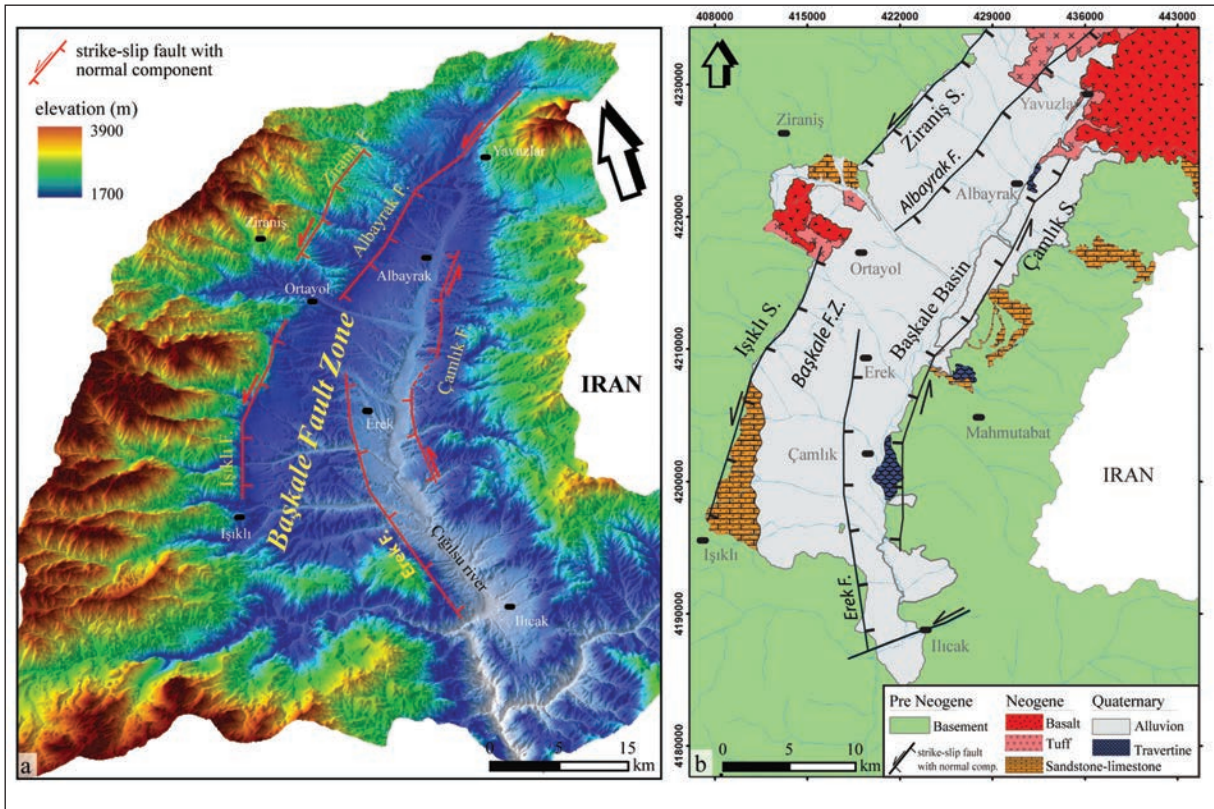 strike-slip fault with
normal component
elevation (m)
3900
1700
Ziraniş F.
Ziraniş
Yavuzlar
Albayrak F.
Albayrak
Ortayol
Başkale Fault Zone
Çamlık F.
IRAN
Erek
Işıklı F.
Işıklı
Erek F.
Çığılsu river
Ilıcak
0 5 15
km
a
408000 415000 422000 429000 436000 443000
4230000
4220000
4210000
4200000
4190000
4180000
Ziraniş
Ziraniş S.
Yavuzlar
Albayrak F.
Albayrak
Çamlık S.
Ortayol
Işıklı S.
Başkale F.Z.
Başkale Basin
Erek
Mahmutabat
Çamlık
IRAN
Işıklı
Erek F.
Ilıcak
0 5 10
km
b
Pre Neogene
Basement
strike-slip fault
with normal comp.
Neogene
Basalt
Tuff
Sandstone-limestone
Quaternary
Alluvion
Travertine